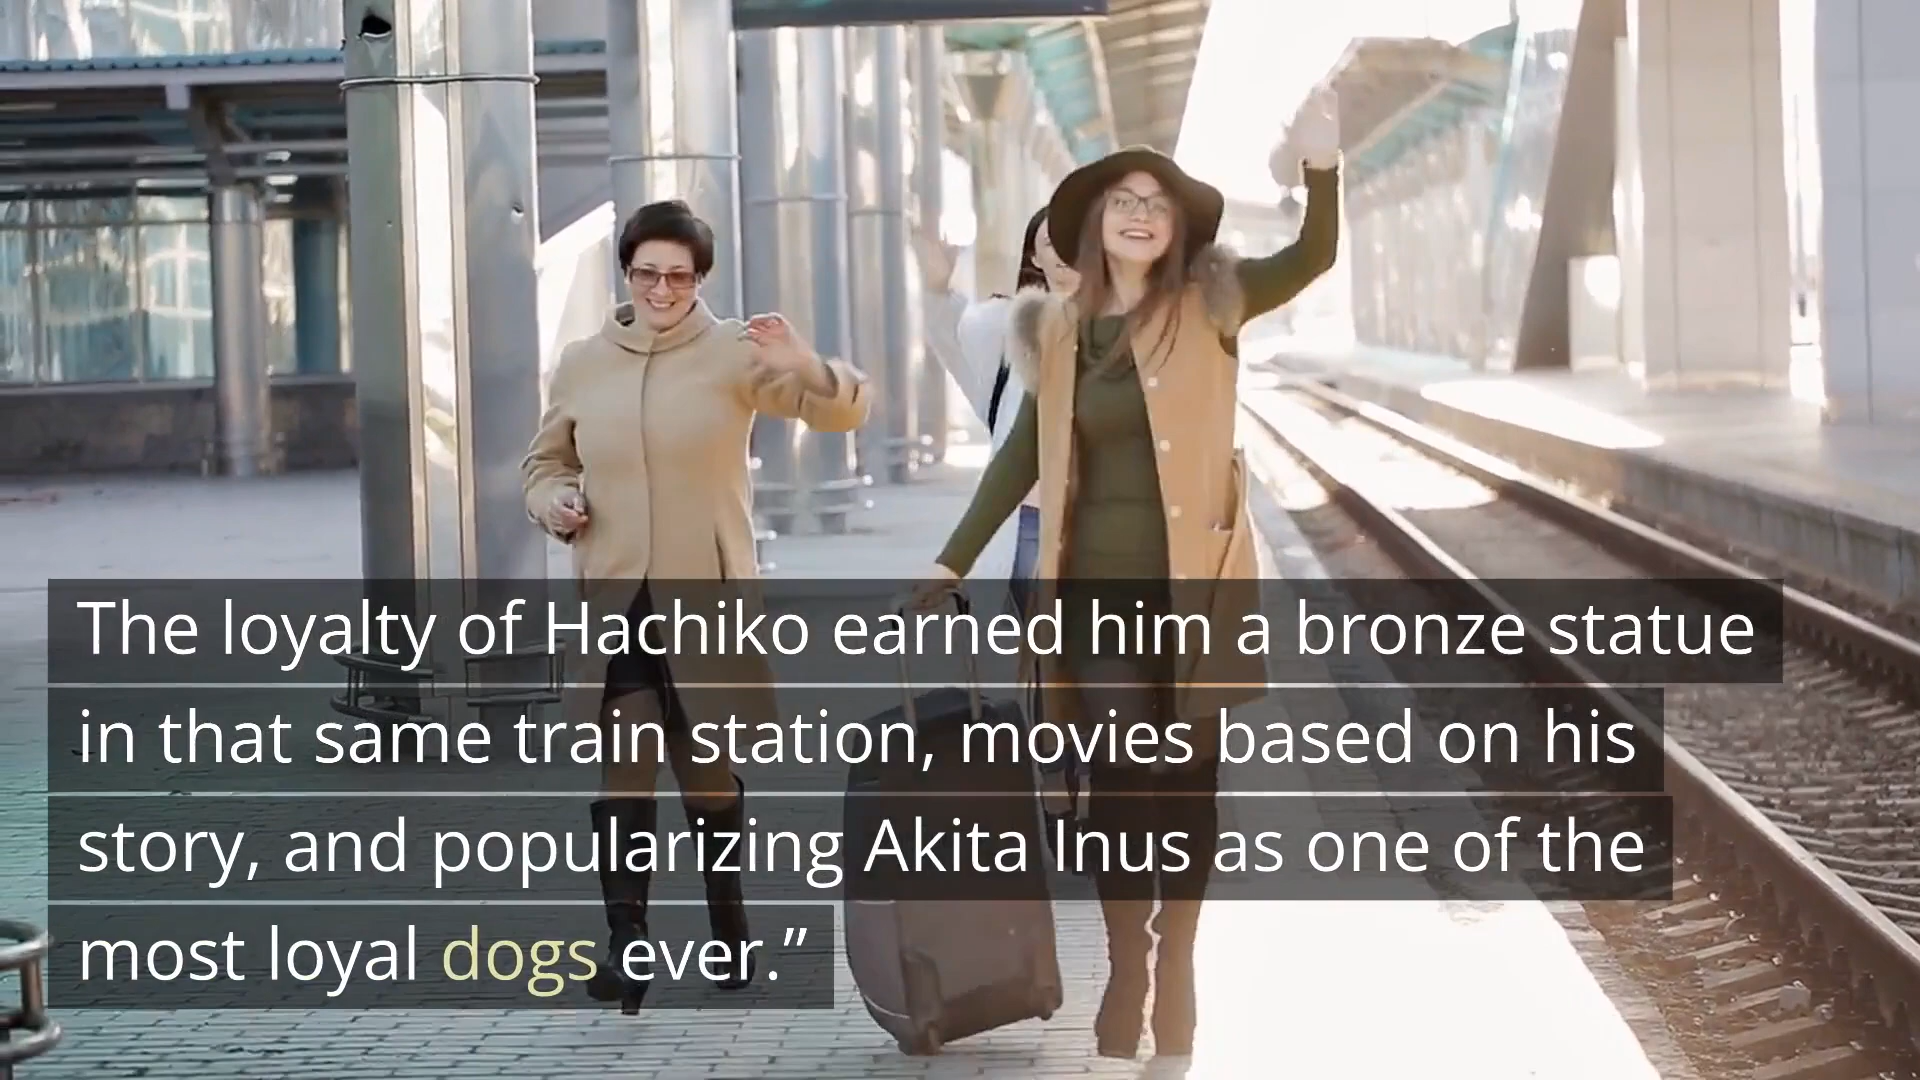 The loyalty of Hachiko earned him a bronze statue
in that same train station, movies based on his
story, and popularizing Akita Inus as one of the
most loyal dogs ever.”